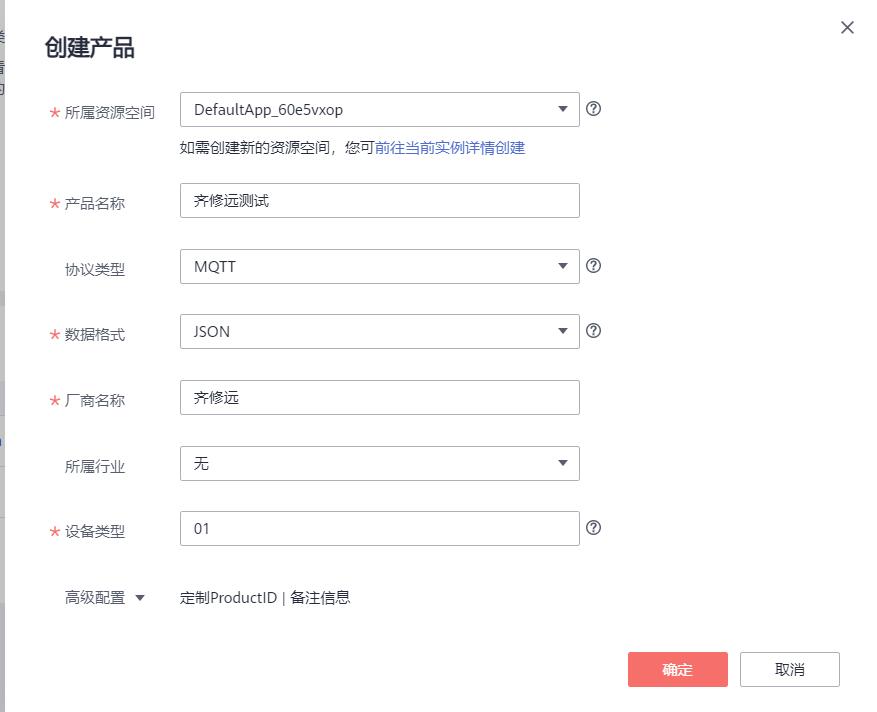 创建产品
* 所属资源空间 DefaultApp_60e5vxop
如需创建新的资源空间，您可前往当前实例详情创建
* 产品名称 齐修远测试
协议类型 MQTT
* 数据格式 JSON
* 厂商名称 齐修远
所属行业 无
* 设备类型 01
高级配置 定制ProductID | 备注信息
确定 取消